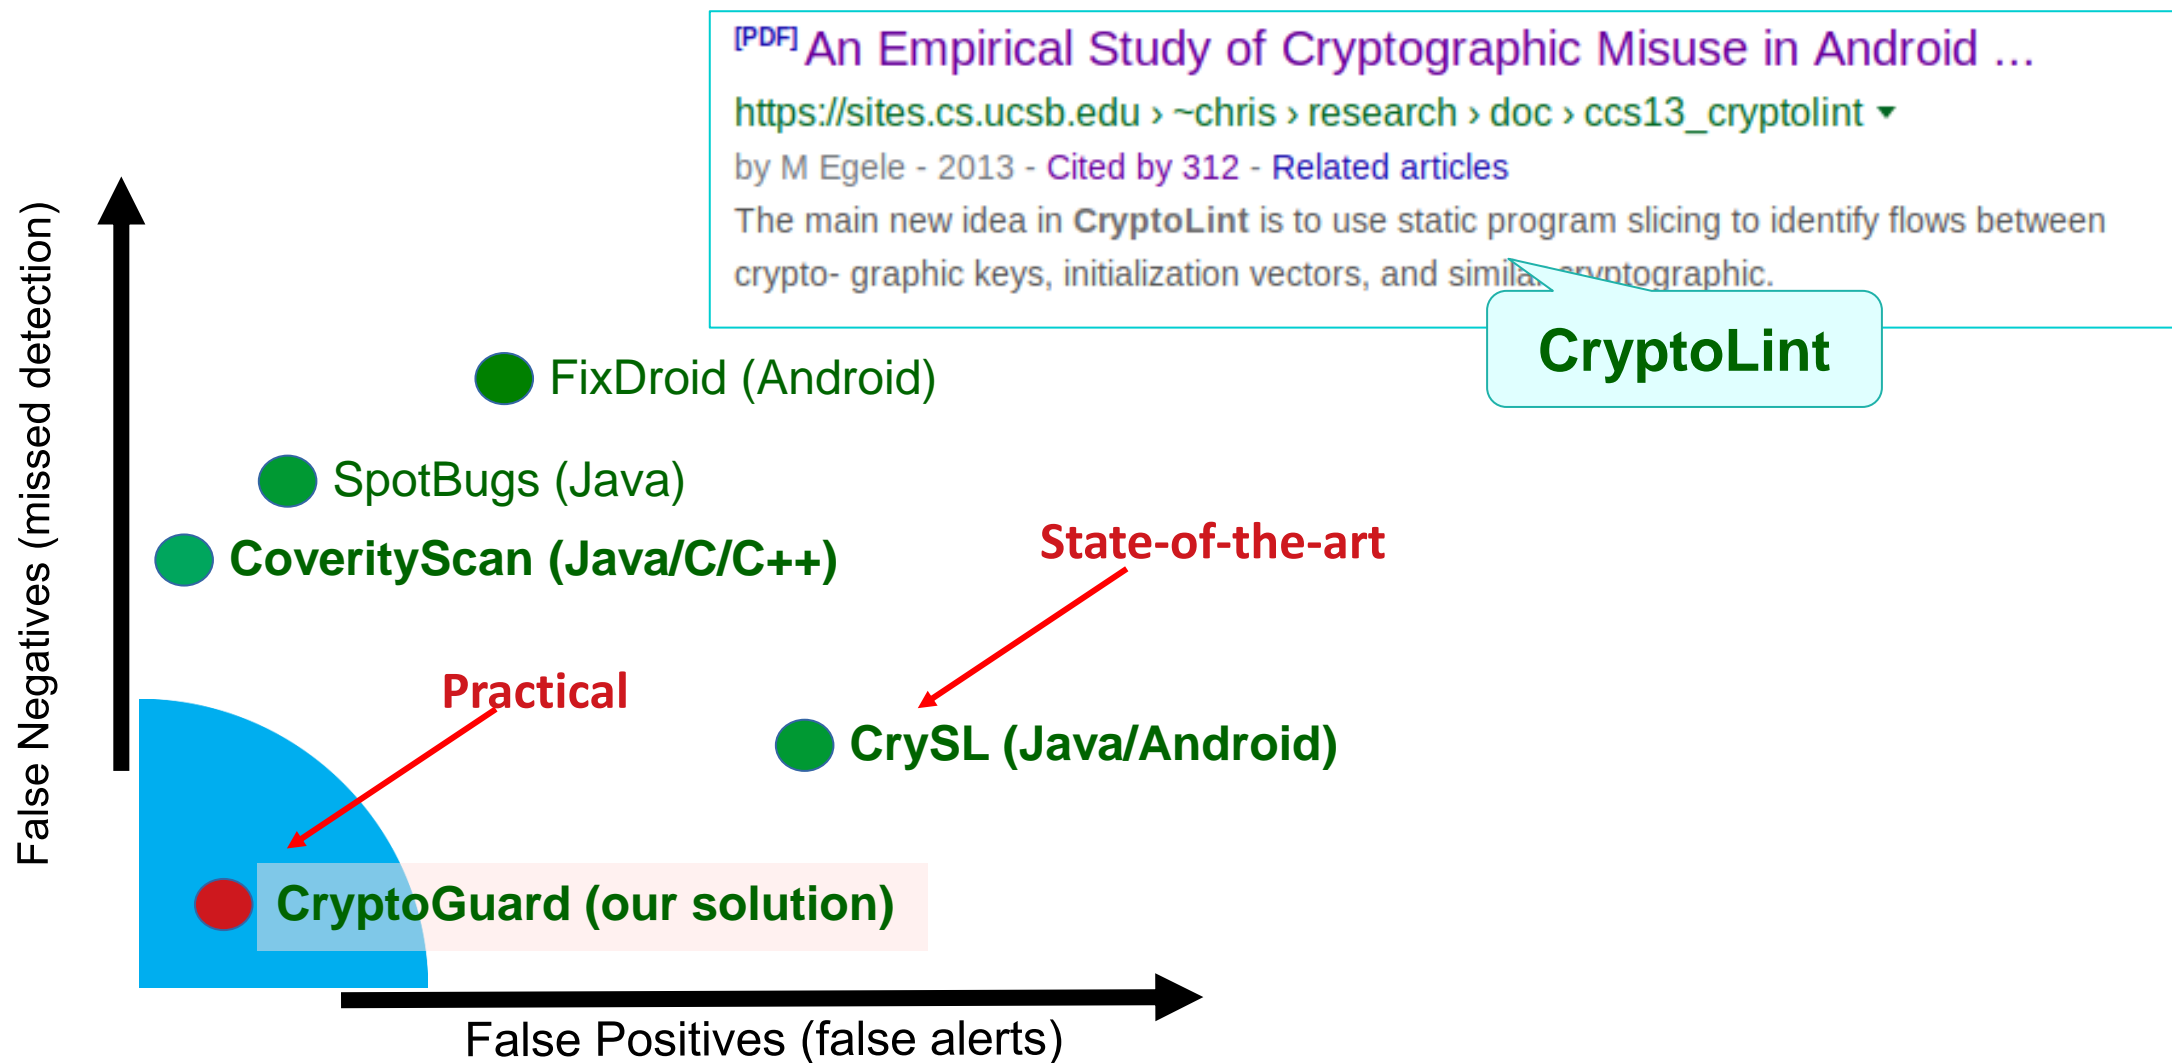 [PDF] An Empirical Study of Cryptographic Misuse in Android ...
https://sites.cs.ucsb.edu › ~chris › research › doc › ccs13_cryptolint
by M Egele - 2013 - Cited by 312 - Related articles
The main new idea in CryptoLint is to use static program slicing to identify flows between
crypto- graphic keys, initialization vectors, and similar cryptographic.
CryptoLint
False Negatives (missed detection)
FixDroid (Android)
SpotBugs (Java)
CoverityScan (Java/C/C++)
State-of-the-art
Practical
CrySL (Java/Android)
CryptoGuard (our solution)
False Positives (false alerts)